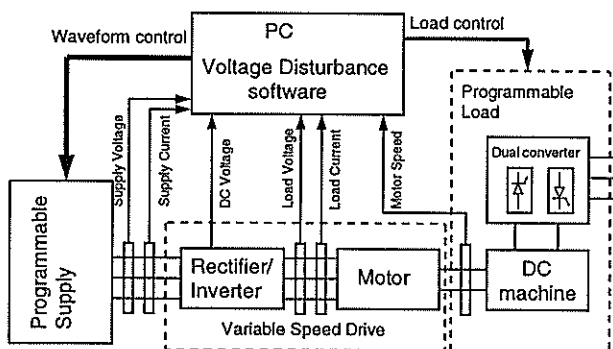 PC
Voltage Disturbance
software
Waveform control
Load control
Programmable
Load
Supply Voltage
Supply Current
DC Voltage
Load Voltage
Load Current
Motor Speed
Dual converter
Programmable
Supply
Rectifier/
Inverter
Motor
DC
machine
Variable Speed Drive